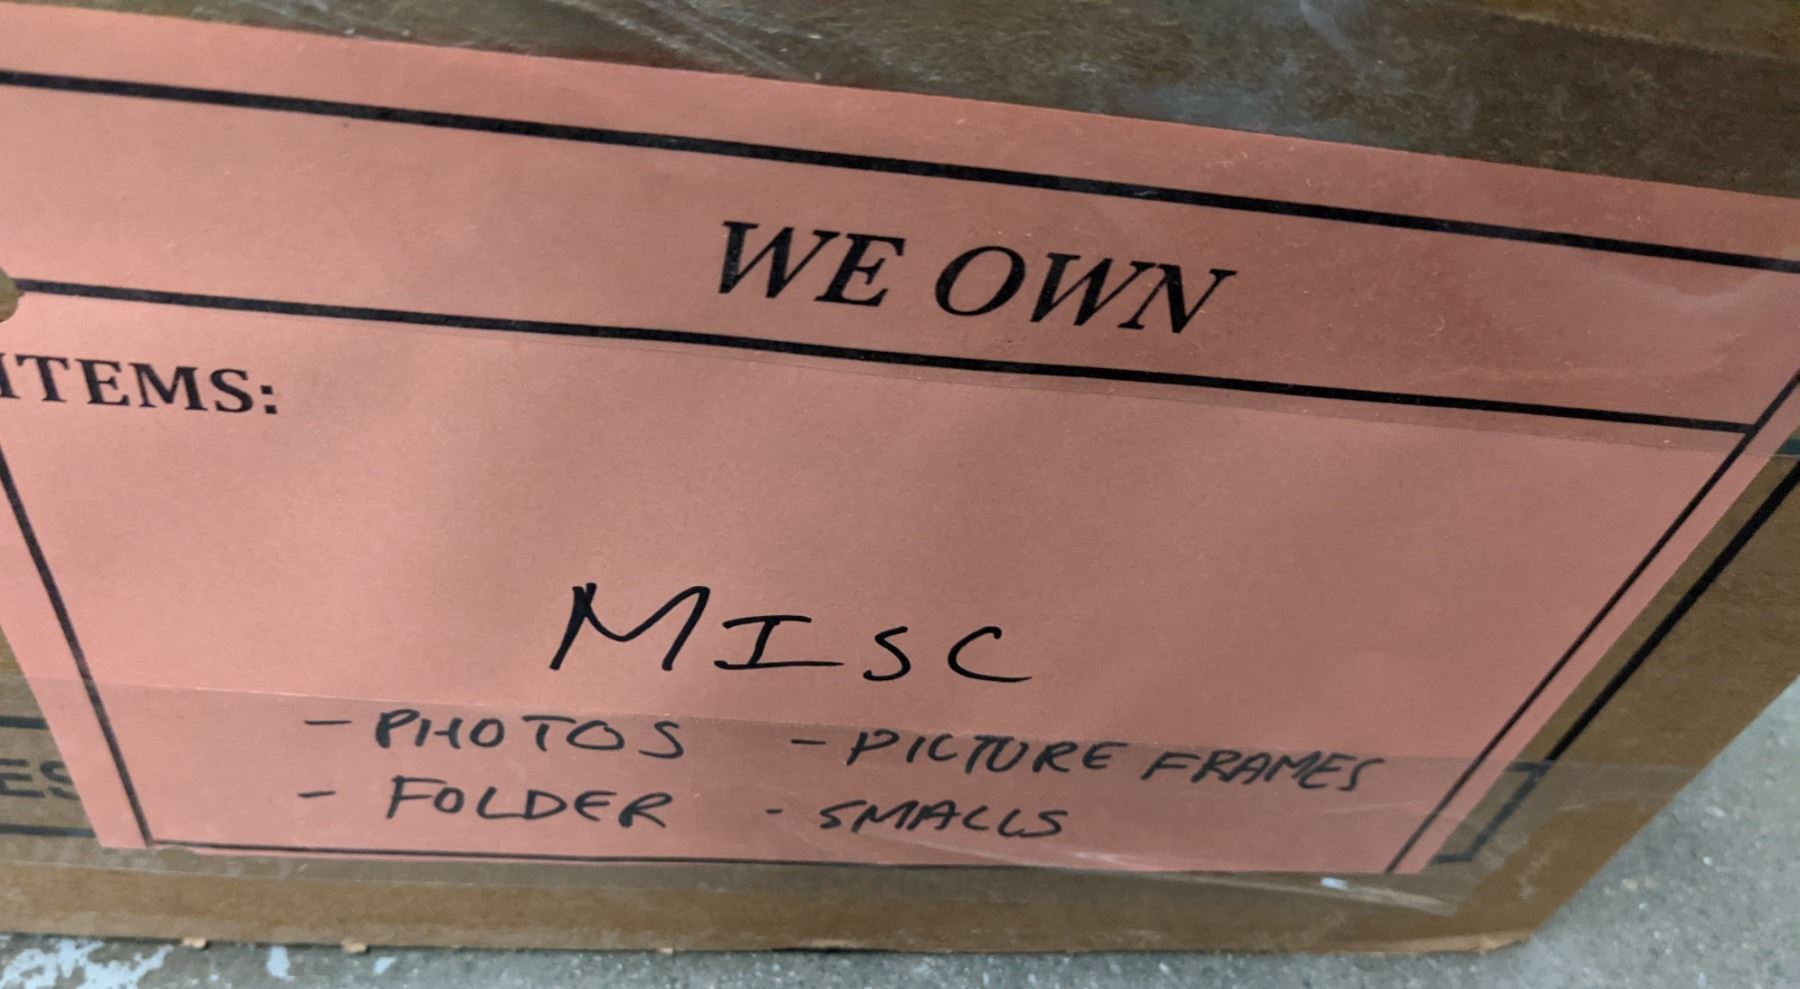 WE OWN
ITEMS:
MISC
- PHOTOS - PICTURE FRAMES
- FOLDER - SMALLS